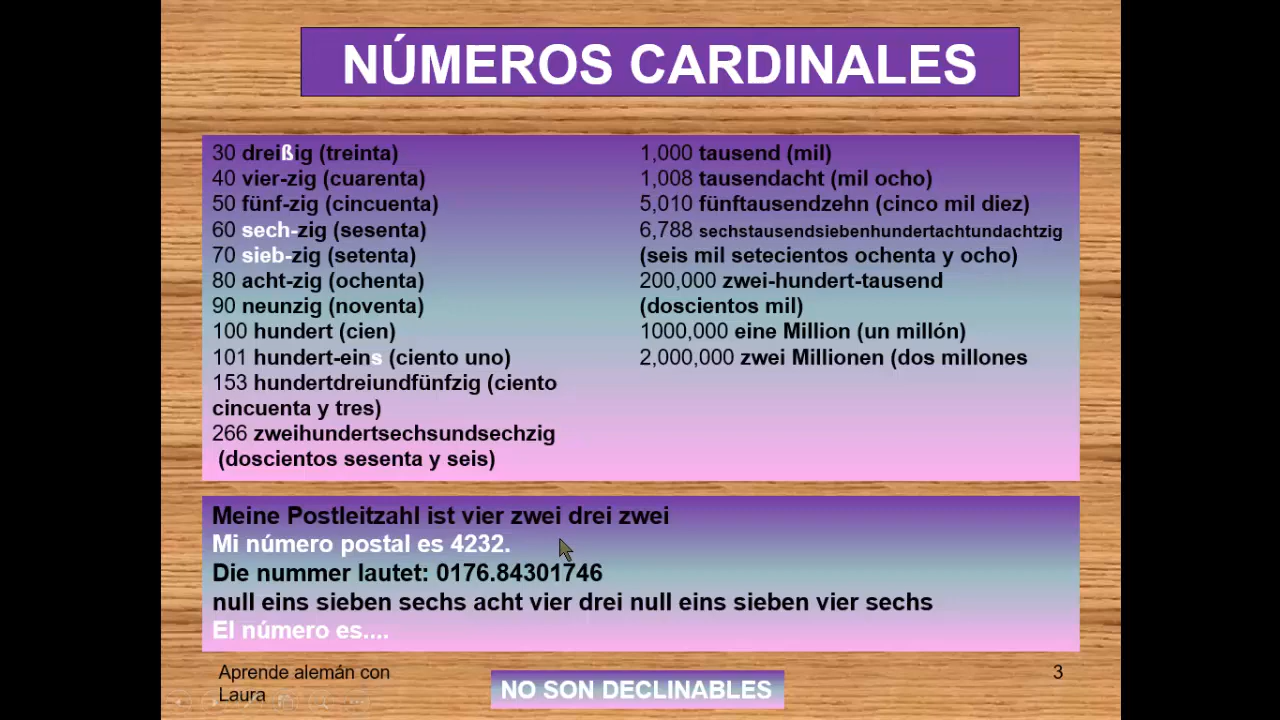 NÚMEROS CARDINALES
30 dreißig (treinta)
40 vier-zig (cuarenta)
50 fünf-zig (cincuenta)
60 sech-zig (sesenta)
70 sieb-zig (setenta)
80 acht-zig (ochenta)
90 neunzig (noventa)
100 hundert (cien)
101 hundert-eins (ciento uno)
153 hundertdreiundfünfzig (ciento
cincuenta y tres)
266 zweihundertsechsundsechzig
(doscientos sesenta y seis)
1,000 tausend (mil)
1,008 tausendacht (mil ocho)
5,010 fünftausendzehn (cinco mil diez)
6,788 sechstausendsiebenhundertachtundachtzig
(seis mil setecientos ochenta y ocho)
200,000 zwei-hundert-tausend
(doscientos mil)
1000,000 eine Million (un millón)
2,000,000 zwei Millionen (dos millones
Meine Postleitzahl ist vier zwei drei zwei
Mi número postal es 4232.
Die nummer lautet: 0176.84301746
null eins sieben sechs acht vier drei null eins sieben vier sechs
El número es....
Aprende alemán con
Laura
NO SON DECLINABLES
3